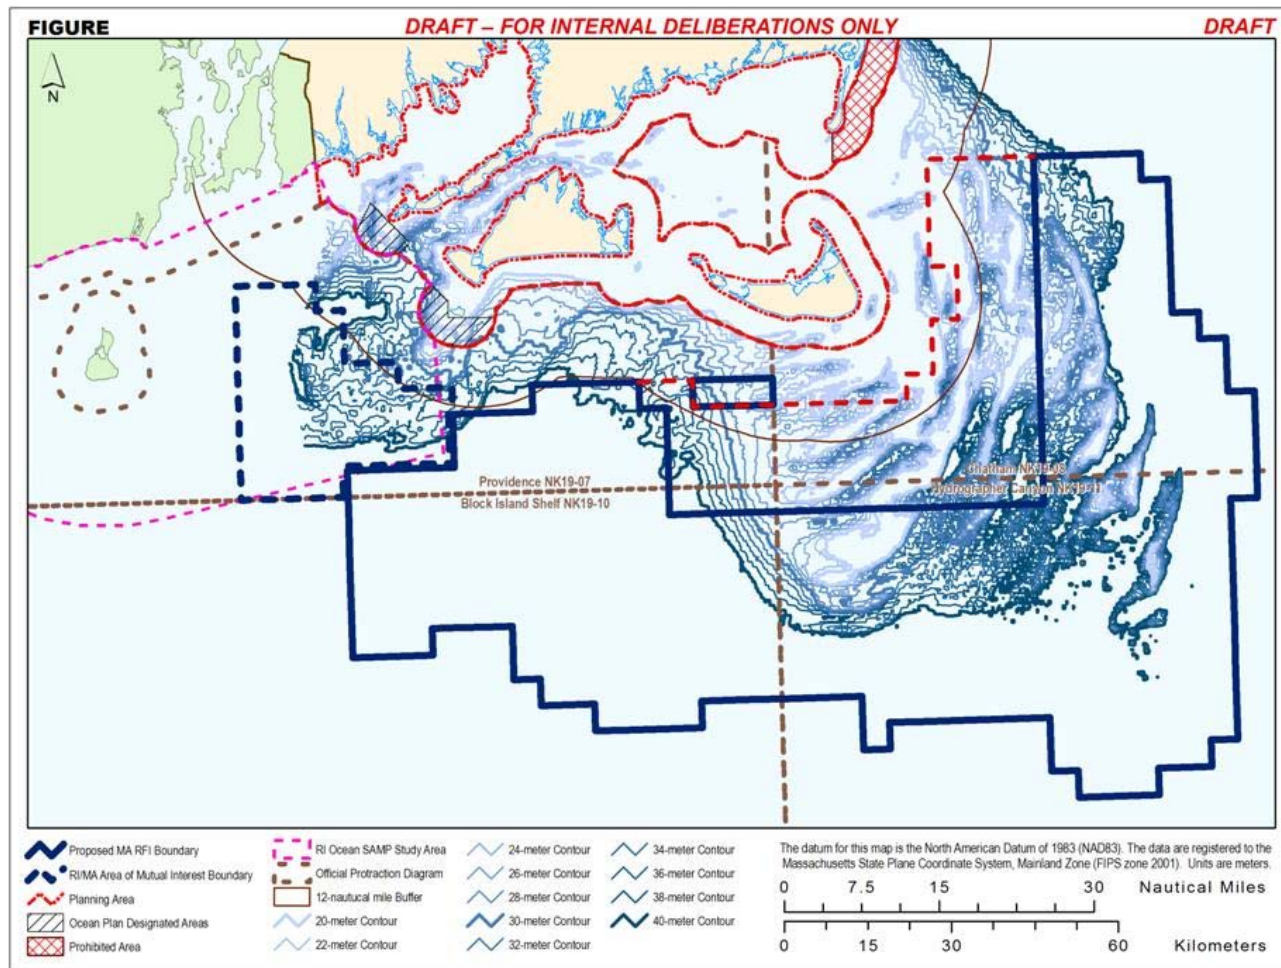 FIGURE
DRAFT – FOR INTERNAL DELIBERATIONS ONLY
DRAFT
N
Providence NK19-07
Block Island Shelf NK19-10
Chatham NK19-08
Hydrographer Canyon NK19-11
Proposed MA RFI Boundary
RI/MA Area of Mutual Interest Boundary
Planning Area
Ocean Plan Designated Areas
Prohibited Area
RI Ocean SAMP Study Area
Official Protraction Diagram
12-nautucal mile Buffer
20-meter Contour
22-meter Contour
24-meter Contour
26-meter Contour
28-meter Contour
30-meter Contour
32-meter Contour
34-meter Contour
36-meter Contour
38-meter Contour
40-meter Contour
The datum for this map is the North American Datum of 1983 (NAD83). The data are registered to the
Massachusetts State Plane Coordinate System, Mainland Zone (FIPS zone 2001). Units are meters.
0 7.5 15 30 Nautical Miles
0 15 30 60 Kilometers